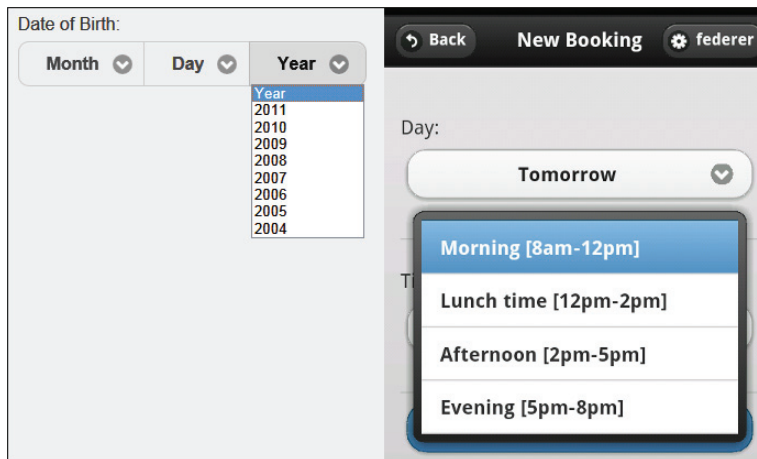 Date of Birth:
Month Day Year
Year
2011
2010
2009
2008
2007
2006
2005
2004
Back New Booking federer
Day:
Tomorrow
Ti
Morning [8am-12pm]
Lunch time [12pm-2pm]
Afternoon [2pm-5pm]
Evening [5pm-8pm]